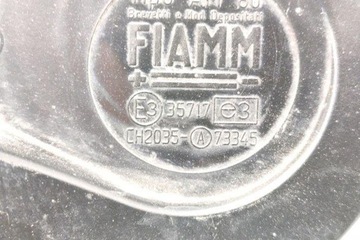 Brevetti e Mod Depositati
FIAMM
E3 35717 e3
CH2035-A 73345